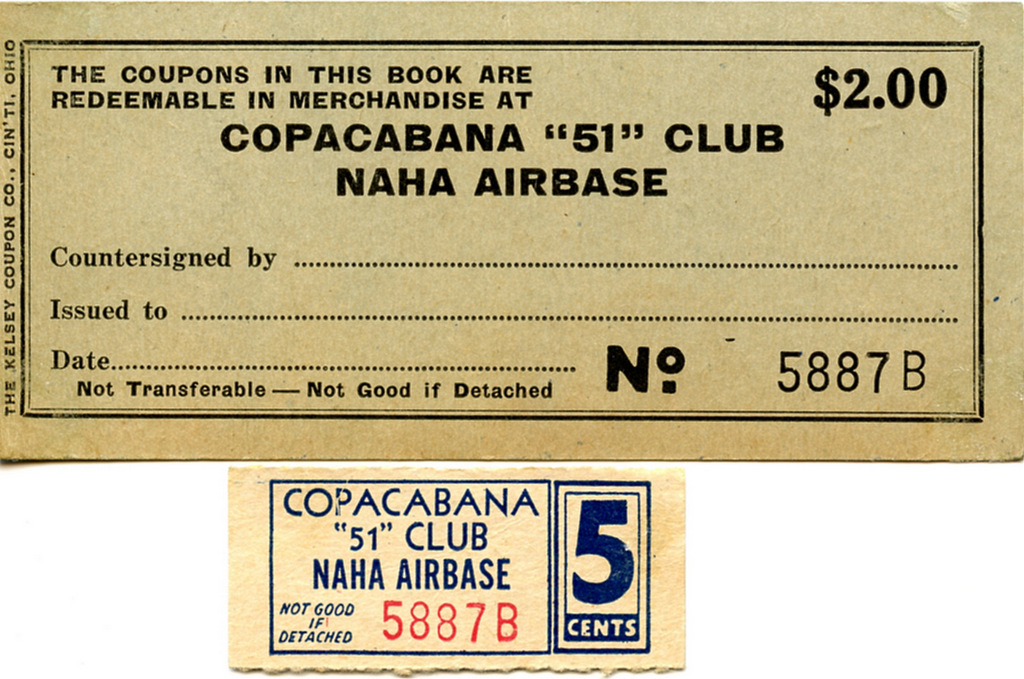 THE COUPONS IN THIS BOOK ARE
REDEEMABLE IN MERCHANDISE AT
$2.00
COPACABANA “51” CLUB
NAHA AIRBASE
Countersigned by
Issued to
Date
Not Transferable — Not Good if Detached
Nº 5887 B
THE KELSEY COUPON CO., CIN'TI, OHIO
COPACABANA
“51” CLUB
NAHA AIRBASE
NOT GOOD
IF
DETACHED
5887B
5
CENTS